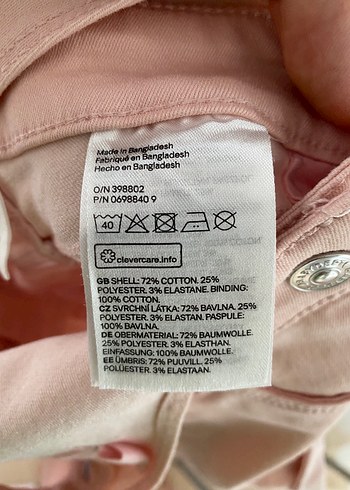 Made in Bangladesh
Fabriqué en Bangladesh
Hecho en Bangladesh
O/N 398802
P/N 0698840 9
40
clevercare.info
GB SHELL: 72% COTTON. 25%
POLYESTER. 3% ELASTANE. BINDING:
100% COTTON.
CZ SVRCHNÍ LÁTKA: 72% BAVLNA. 25%
POLYESTER. 3% ELASTAN. PASPULE:
100% BAVLNA.
DE OBERMATERIAL: 72% BAUMWOLLE.
25% POLYESTER. 3% ELASTHAN.
EINFASSUNG: 100% BAUMWOLLE.
EE ÜMBRIS: 72% PUUVILL. 25%
POLÜESTER. 3% ELASTAAN.